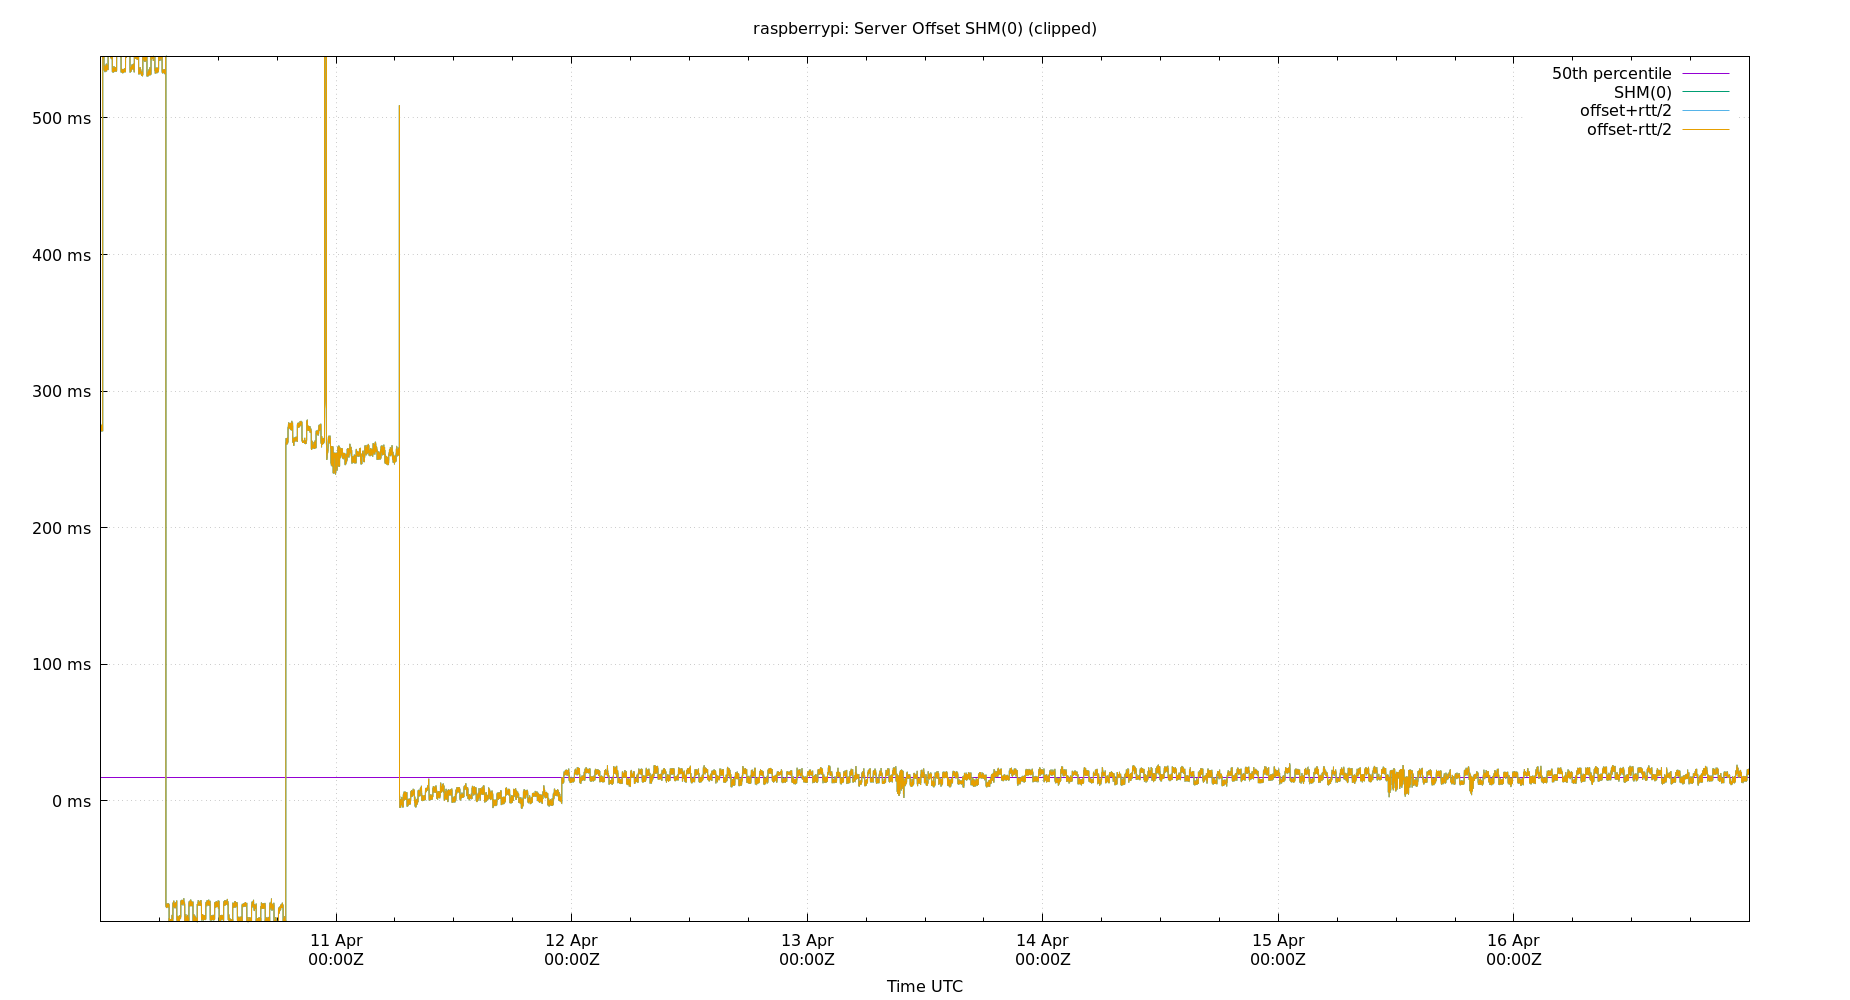 raspberrypi: Server Offset SHM(0) (clipped)
50th percentile
SHM(0)
offset+rtt/2
offset-rtt/2
500 ms
400 ms
300 ms
200 ms
100 ms
0 ms
11 Apr 12 Apr 13 Apr 14 Apr 15 Apr 16 Apr
00:00Z 00:00Z 00:00Z 00:00Z 00:00Z 00:00Z
Time UTC